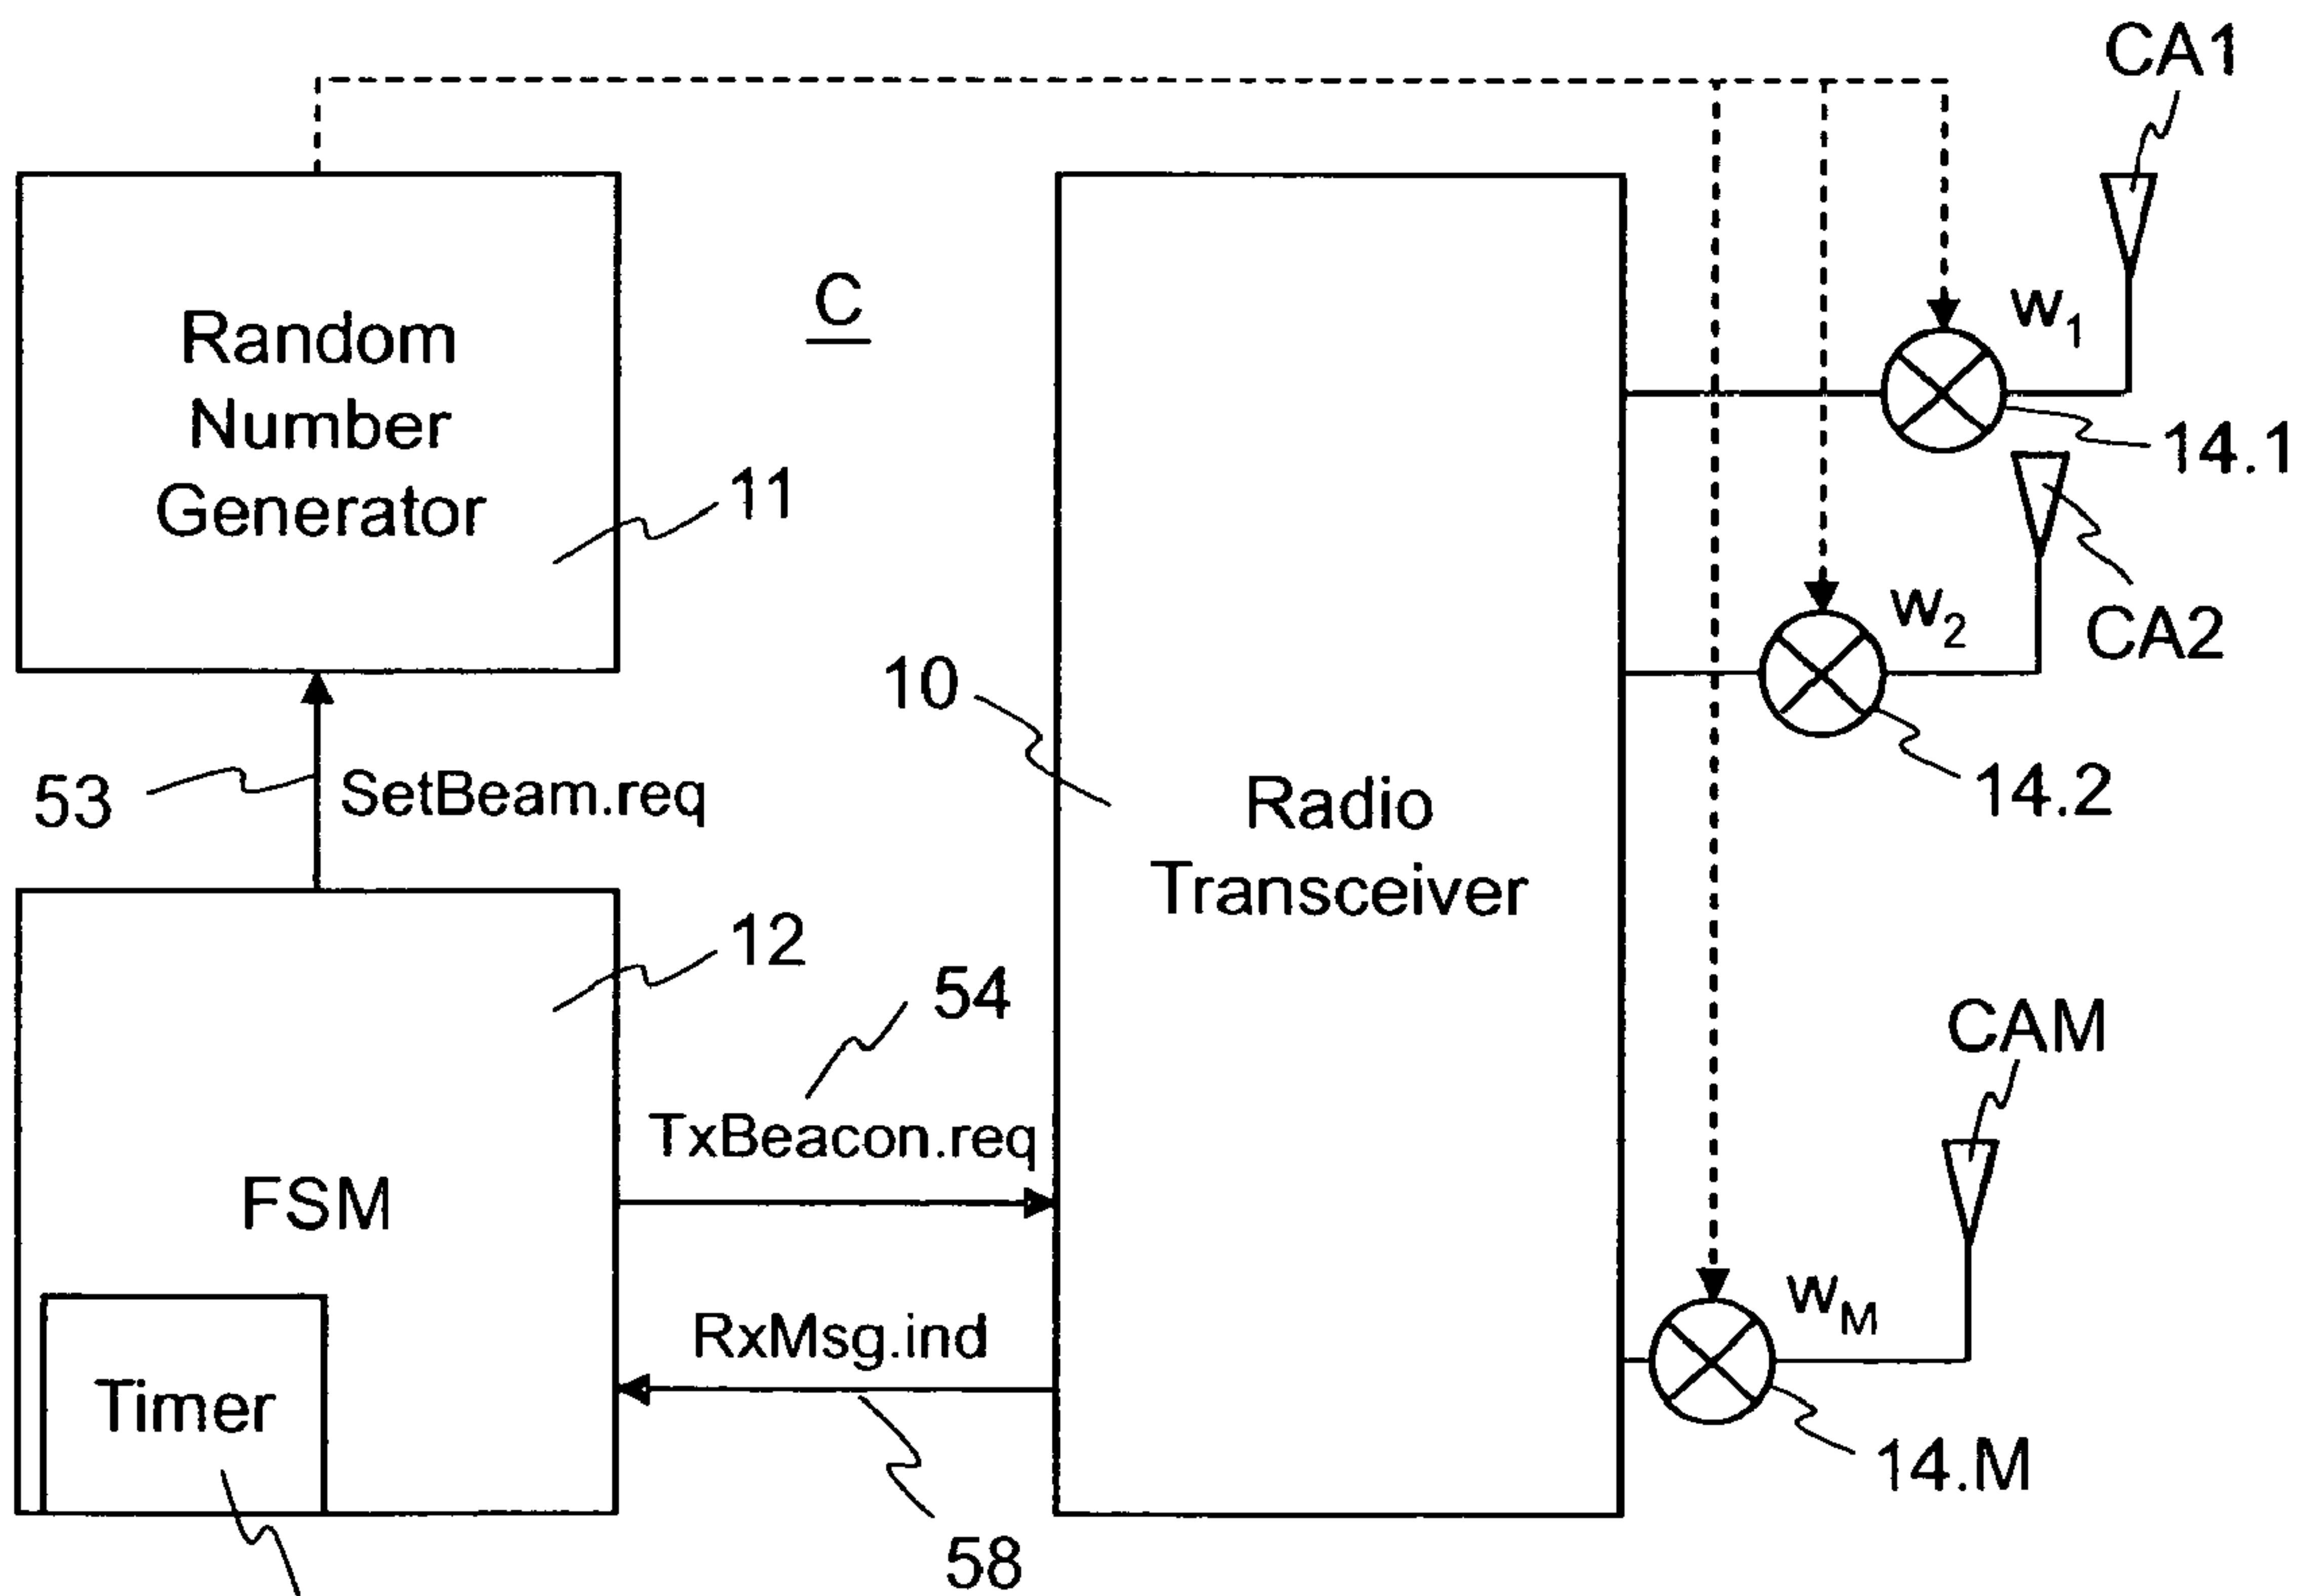 CA1
Random
Number
Generator
C
w1
11
14.1
w2
CA2
10
53
SetBeam.req
14.2
Radio
Transceiver
12
54
CAM
TxBeacon.req
FSM
wM
RxMsg.ind
Timer
14.M
58